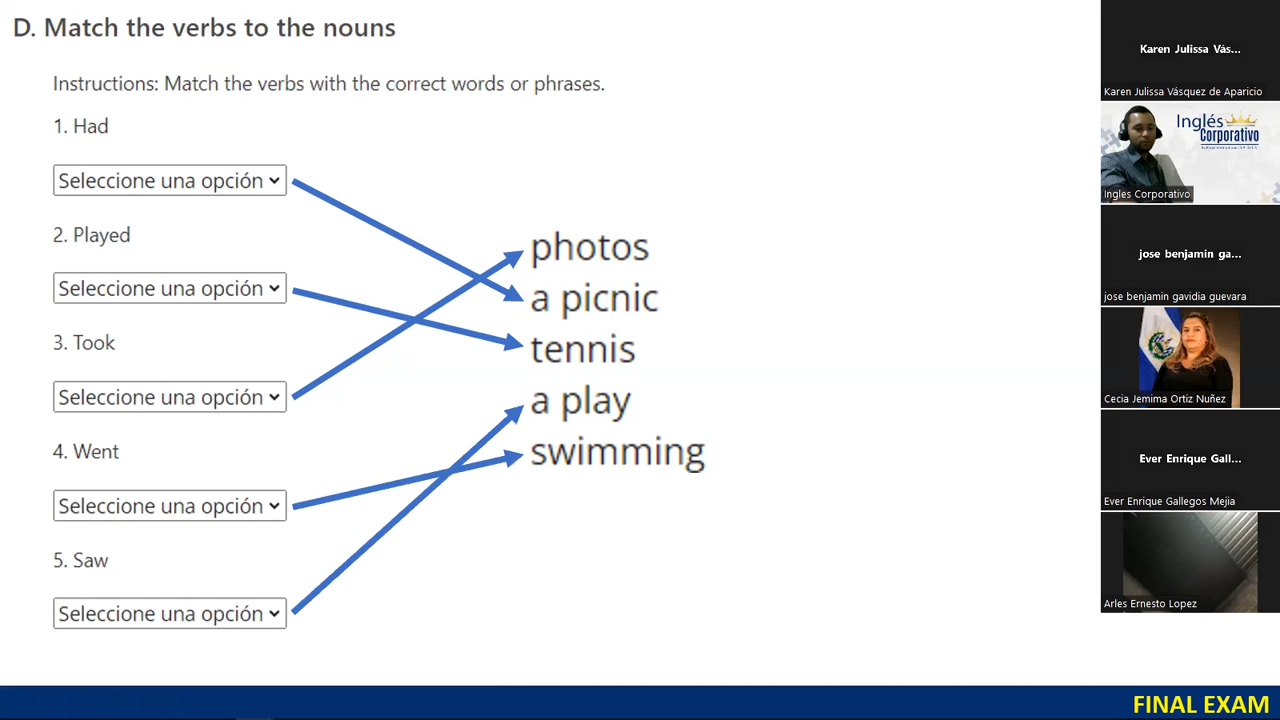 D. Match the verbs to the nouns
Instructions: Match the verbs with the correct words or phrases.
1. Had
Seleccione una opción
2. Played
Seleccione una opción
3. Took
Seleccione una opción
4. Went
Seleccione una opción
5. Saw
Seleccione una opción
photos
a picnic
tennis
a play
swimming
Karen Julissa Vás...
Karen Julissa Vásquez de Aparicio
Inglés
Corporativo
Ingles Corporativo
jose benjamin ga...
jose benjamin gavidia guevara
Cecia Jemima Ortiz Nuñez
Ever Enrique Gall...
Ever Enrique Gallegos Mejia
Arles Ernesto Lopez
FINAL EXAM